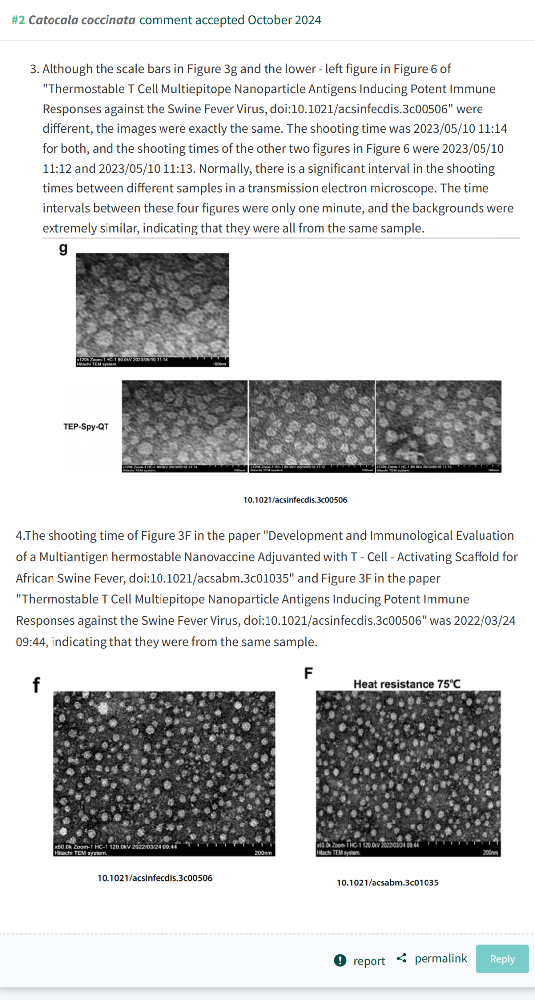 #2 Catocala coccinata comment accepted October 2024
3. Although the scale bars in Figure 3g and the lower - left figure in Figure 6 of
"Thermostable T Cell Multiepitope Nanoparticle Antigens Inducing Potent Immune
Responses against the Swine Fever Virus, doi:10.1021/acsinfecdis.3c00506" were
different, the images were exactly the same. The shooting time was 2023/05/10 11:14
for both, and the shooting times of the other two figures in Figure 6 were 2023/05/10
11:12 and 2023/05/10 11:13. Normally, there is a significant interval in the shooting
times between different samples in a transmission electron microscope. The time
intervals between these four figures were only one minute, and the backgrounds were
extremely similar, indicating that they were all from the same sample.
g
x120k Zoom-1 HC-1 80.0kV 2023/05/10 11:14
Hitachi TEM system. 100nm
TEP-Spy-QT
x120k Zoom-1 HC-1 80.0kV 2023/05/10 11:14
Hitachi TEM system. 100nm
x120k Zoom-1 HC-1 80.0kV 2023/05/10 11:12
Hitachi TEM system. 100nm
x120k Zoom-1 HC-1 80.0kV 2023/05/10 11:13
Hitachi TEM system. 100nm
10.1021/acsinfecdis.3c00506
4.The shooting time of Figure 3F in the paper "Development and Immunological Evaluation
of a Multiantigen hermostable Nanovaccine Adjuvanted with T - Cell - Activating Scaffold for
African Swine Fever, doi:10.1021/acsabm.3c01035" and Figure 3F in the paper
"Thermostable T Cell Multiepitope Nanoparticle Antigens Inducing Potent Immune
Responses against the Swine Fever Virus, doi:10.1021/acsinfecdis.3c00506" was 2022/03/24
09:44, indicating that they were from the same sample.
f
x60.0k Zoom-1 HC-1 120.0kV 2022/03/24 09:44
Hitachi TEM system. 200nm
10.1021/acsinfecdis.3c00506
F
Heat resistance 75°C
x60.0k Zoom-1 HC-1 120.0kV 2022/03/24 09:44
Hitachi TEM system. 200nm
10.1021/acsabm.3c01035
report permalink Reply